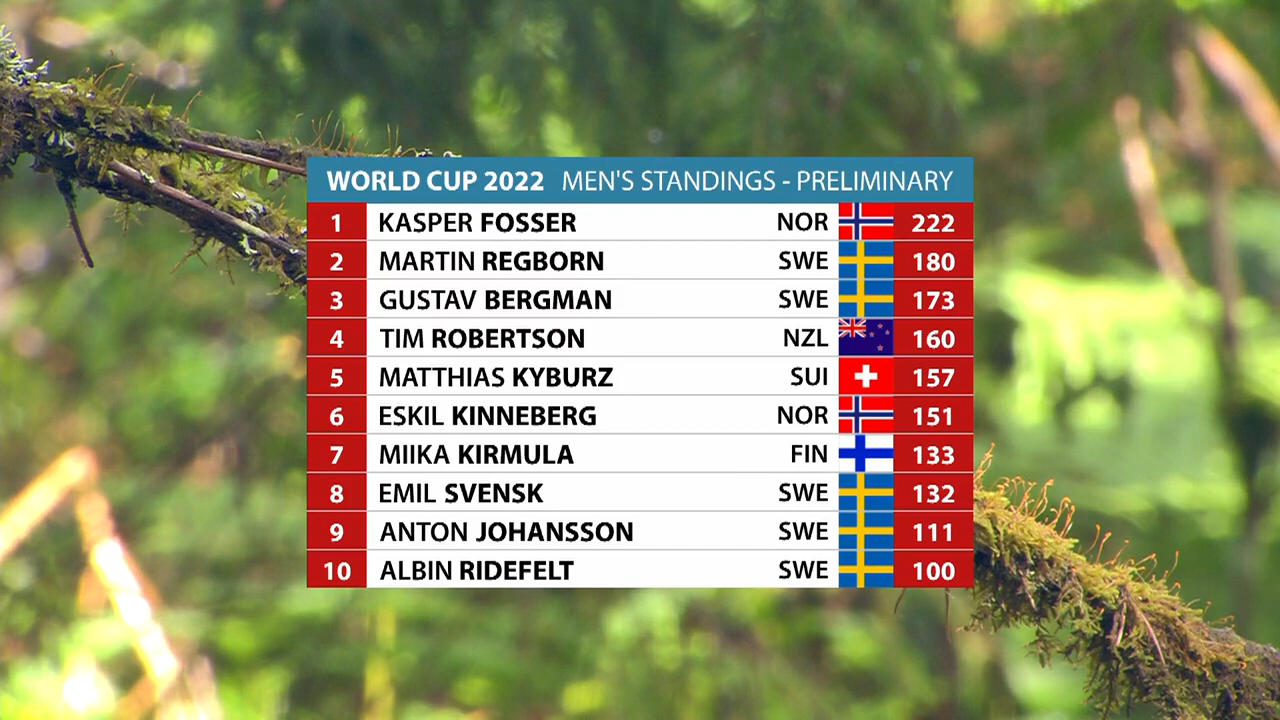 WORLD CUP 2022 MEN'S STANDINGS - PRELIMINARY
1 KASPER FOSSER NOR 222
2 MARTIN REGBORN SWE 180
3 GUSTAV BERGMAN SWE 173
4 TIM ROBERTSON NZL 160
5 MATTHIAS KYBURZ SUI 157
6 ESKIL KINNEBERG NOR 151
7 MIIKA KIRMULA FIN 133
8 EMIL SVENSK SWE 132
9 ANTON JOHANSSON SWE 111
10 ALBIN RIDEFELT SWE 100